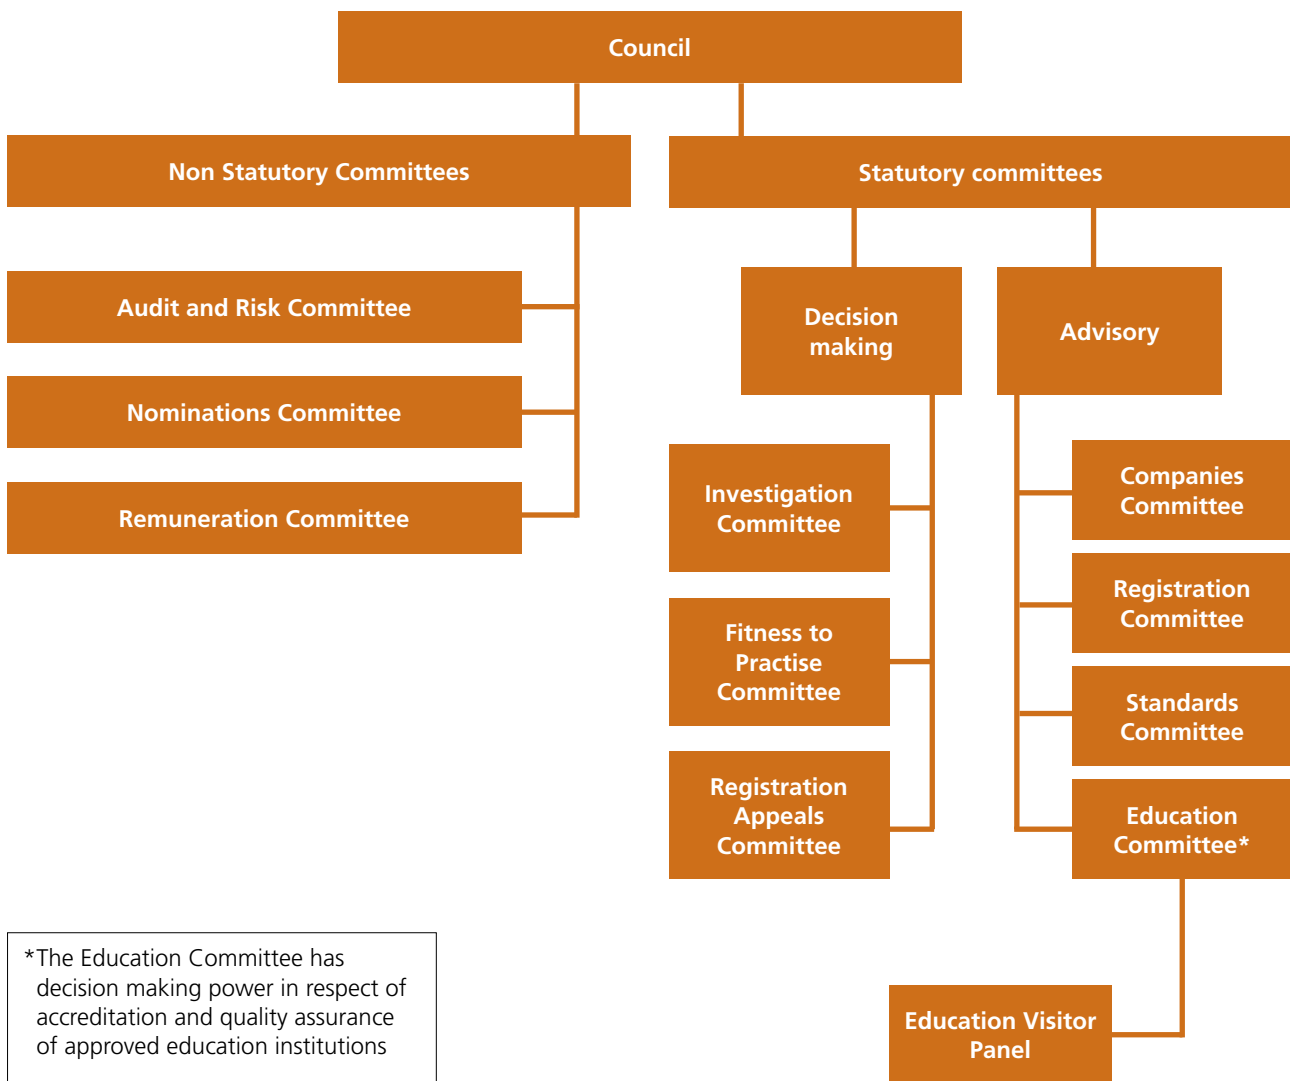 Council
Non Statutory Committees
Statutory committees
Audit and Risk Committee
Nominations Committee
Remuneration Committee
Decision
making
Advisory
Investigation
Committee
Fitness to
Practise
Committee
Registration
Appeals
Committee
Companies
Committee
Registration
Committee
Standards
Committee
Education
Committee*
Education Visitor
Panel
*The Education Committee has
decision making power in respect of
accreditation and quality assurance
of approved education institutions